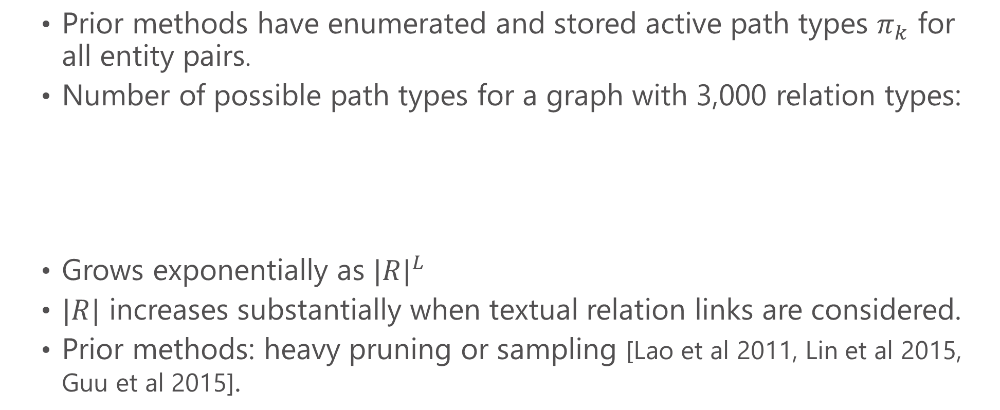 • Prior methods have enumerated and stored active path types πₖ for
all entity pairs.
• Number of possible path types for a graph with 3,000 relation types:
• Grows exponentially as |R|ᴸ
• |R| increases substantially when textual relation links are considered.
• Prior methods: heavy pruning or sampling [Lao et al 2011, Lin et al 2015,
Guu et al 2015].